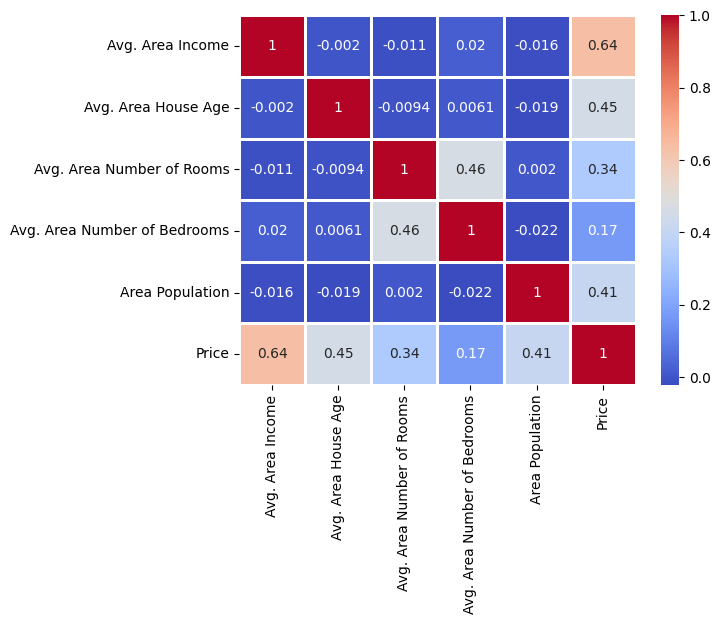 Avg. Area Income 1 -0.002 -0.011 0.02 -0.016 0.64
Avg. Area House Age -0.002 1 -0.0094 0.0061 -0.019 0.45
Avg. Area Number of Rooms -0.011 -0.0094 1 0.46 0.002 0.34
Avg. Area Number of Bedrooms 0.02 0.0061 0.46 1 -0.022 0.17
Area Population -0.016 -0.019 0.002 -0.022 1 0.41
Price 0.64 0.45 0.34 0.17 0.41 1
Avg. Area Income
Avg. Area House Age
Avg. Area Number of Rooms
Avg. Area Number of Bedrooms
Area Population
Price
1.0
0.8
0.6
0.4
0.2
0.0